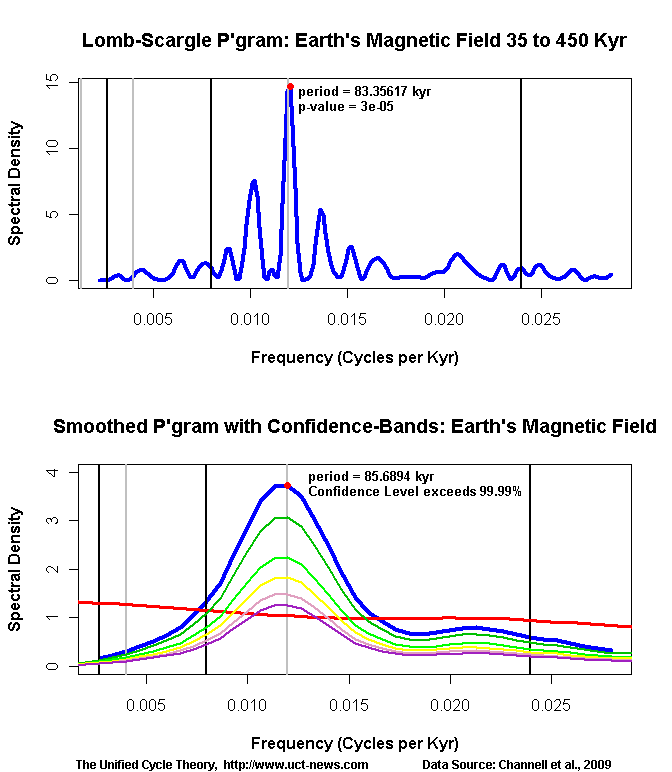 Lomb-Scargle P'gram: Earth's Magnetic Field 35 to 450 Kyr
period = 83.35617 kyr
p-value = 3e-05
Spectral Density
15
10
5
0
0.005 0.010 0.015 0.020 0.025
Frequency (Cycles per Kyr)
Smoothed P'gram with Confidence-Bands: Earth's Magnetic Field
period = 85.6894 kyr
Confidence Level exceeds 99.99%
Spectral Density
4
3
2
1
0
0.005 0.010 0.015 0.020 0.025
Frequency (Cycles per Kyr)
The Unified Cycle Theory, http://www.uct-news.com Data Source: Channell et al., 2009